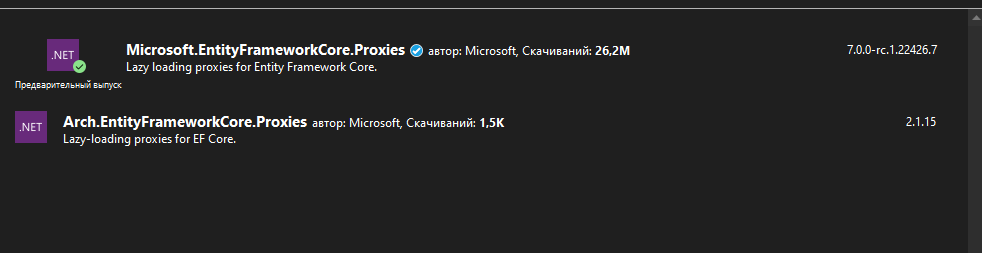 .NET
Microsoft.EntityFrameworkCore.Proxies автор: Microsoft, Скачиваний: 26,2M 7.0.0-rc.1.22426.7
Lazy loading proxies for Entity Framework Core.
Предварительный выпуск
.NET
Arch.EntityFrameworkCore.Proxies автор: Microsoft, Скачиваний: 1,5K 2.1.15
Lazy-loading proxies for EF Core.